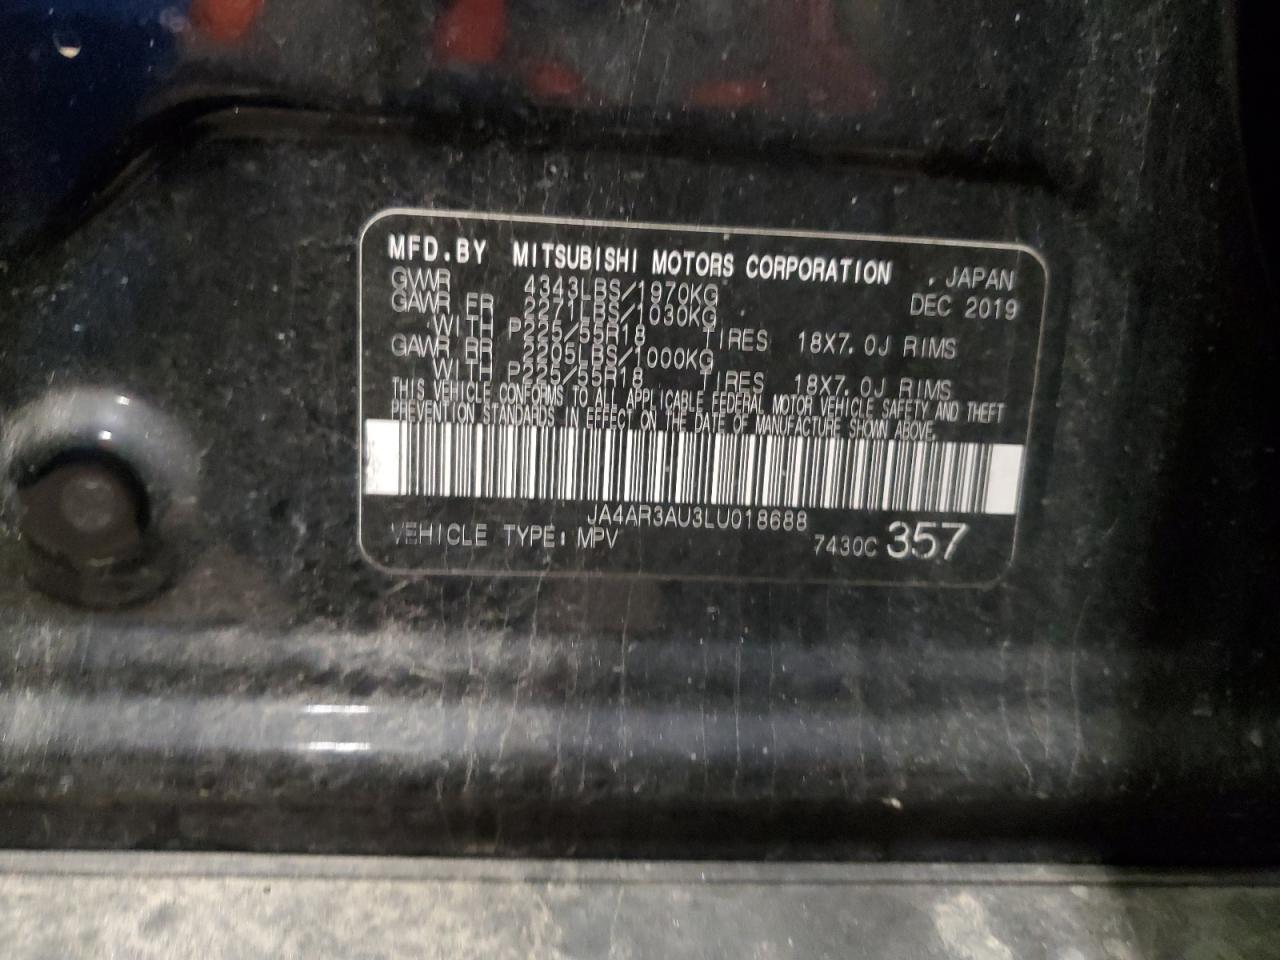 MFD.BY MITSUBISHI MOTORS CORPORATION , JAPAN
GVWR 4343LBS/1970KG DEC 2019
GAWR FR 2271LBS/1030KG
WITH P225/55R18 TIRES 18X7.0J RIMS
GAWR RR 2205LBS/1000KG
WITH P225/55R18 TIRES 18X7.0J RIMS
THIS VEHICLE CONFORMS TO ALL APPLICABLE FEDERAL MOTOR VEHICLE SAFETY AND THEFT
PREVENTION STANDARDS IN EFFECT ON THE DATE OF MANUFACTURE SHOWN ABOVE.
JA4AR3AU3LU018688
VEHICLE TYPE: MPV 7430C 357